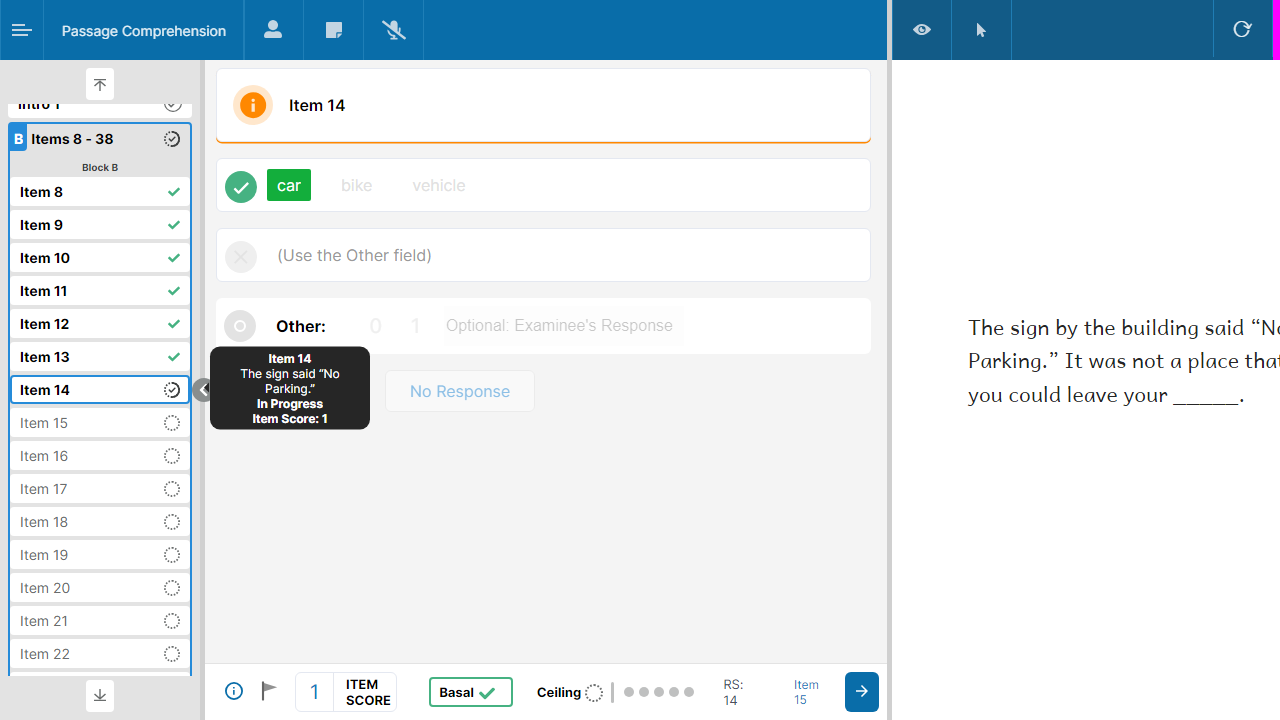 Passage Comprehension
Intro 1
B Items 8 - 38
Block B
Item 8
Item 9
Item 10
Item 11
Item 12
Item 13
Item 14
Item 15
Item 16
Item 17
Item 18
Item 19
Item 20
Item 21
Item 22
Item 14
car bike vehicle
(Use the Other field)
Other: 0 1 Optional: Examinee's Response
Item 14
The sign said “No
Parking.”
In Progress
Item Score: 1
No Response
1 ITEM
SCORE
Basal
Ceiling
RS:
14
Item
15
The sign by the building said “No
Parking.” It was not a place that
you could leave your _____.